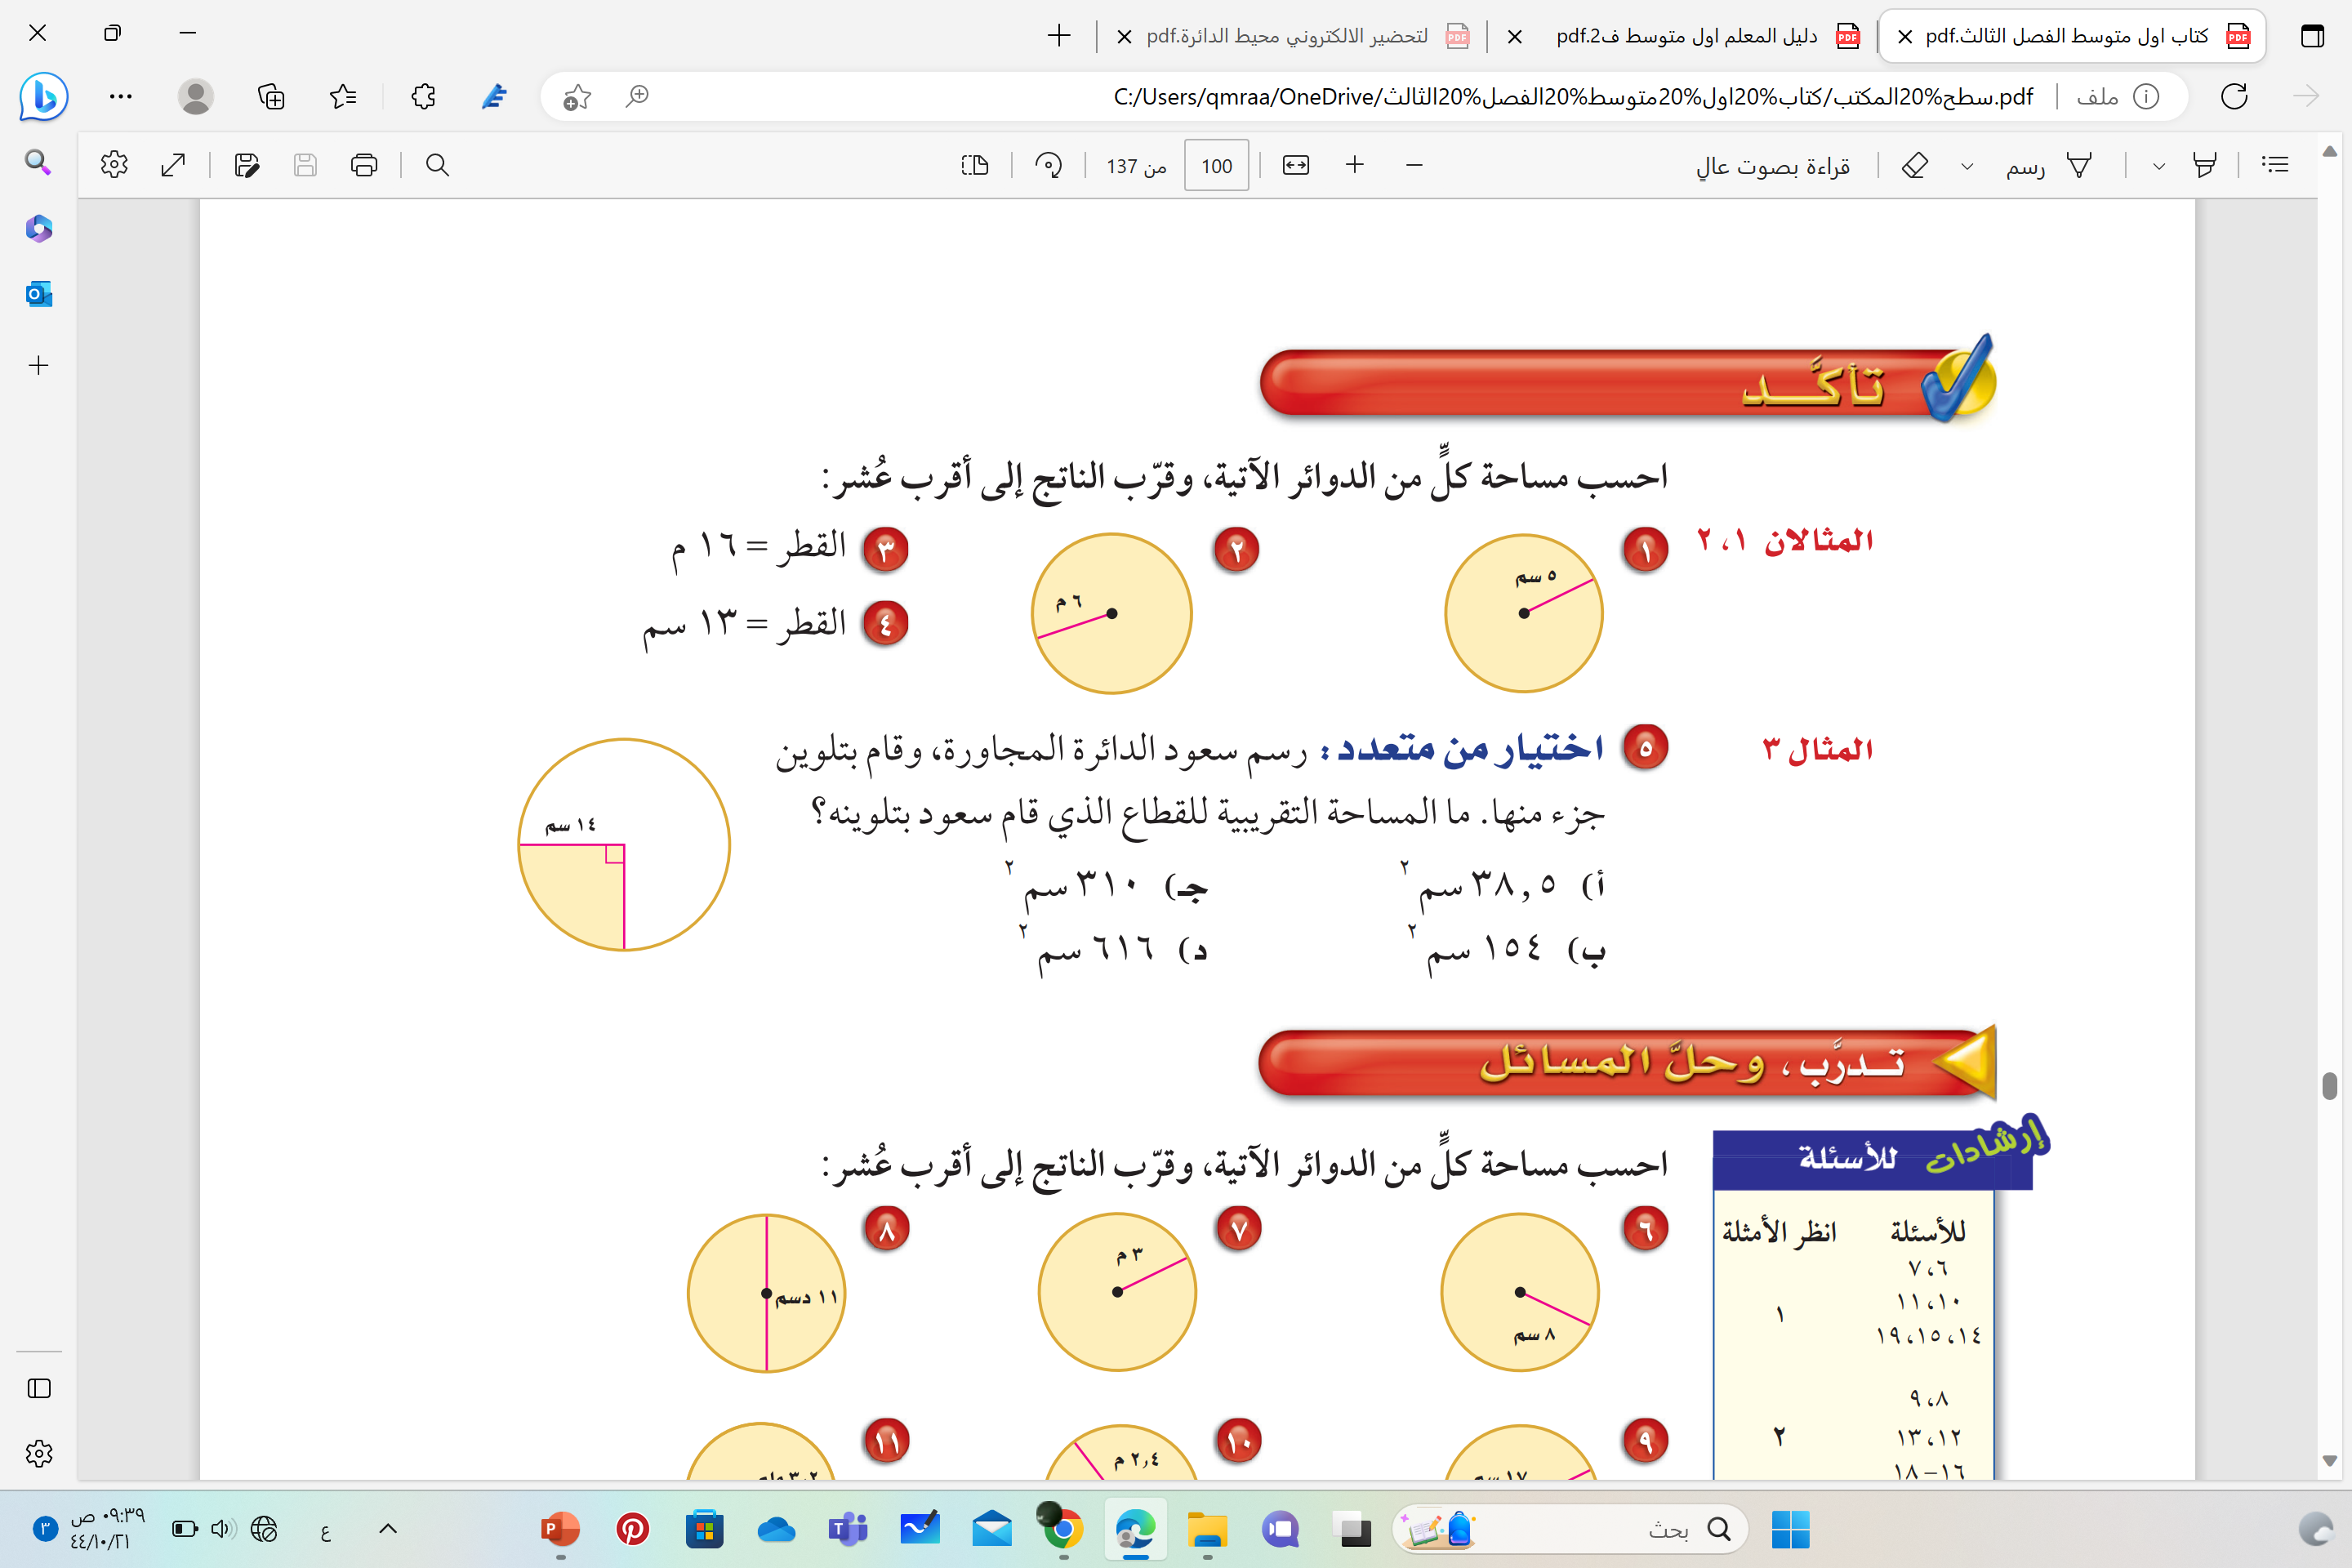 كتاب اول متوسط الفصل الثالث.pdf
دليل المعلم اول متوسط ف2.pdf
لتحضير الالكتروني محيط الدائرة.pdf
ملف
C:/Users/qmraa/OneDrive/سطح%20المكتب/كتاب%20اول%20متوسط%20الفصل%20الثالث.pdf
رسم
قراءة بصوت عالٍ
100
من 137
تأكَّـــد
احسب مساحة كلٍّ من الدوائر الآتية، وقرّب الناتج إلى أقرب عُشر:
المثالان ١، ٢
١
٥ سم
٢
٦ م
٣ القطر = ١٦ م
٤ القطر = ١٣ سم
المثال ٣
٥ اختيار من متعدد: رسم سعود الدائرة المجاورة، وقام بتلوين
جزء منها. ما المساحة التقريبية للقطاع الذي قام سعود بتلوينه؟
أ) ٣٨,٥ سم٢
جـ) ٣١٠ سم٢
ب) ١٥٤ سم٢
د) ٦١٦ سم٢
١٤ سم
تـدرَّب، وحلَّ المسائل
إرشادات للأسئلة
للأسئلة
انظر الأمثلة
٦، ٧
١٠، ١١
١
١٤، ١٥، ١٩
٨، ٩
١٢، ١٣
٢
١٦–١٨
احسب مساحة كلٍّ من الدوائر الآتية، وقرّب الناتج إلى أقرب عُشر:
٦
٨ سم
٧
٣ م
٨
١١ دسم
٩
١٧ سم
١٠
٢,٤ م
١١
بحث
ع
٠٩:٣٩ ص
٤٤/١٠/٢١
٣